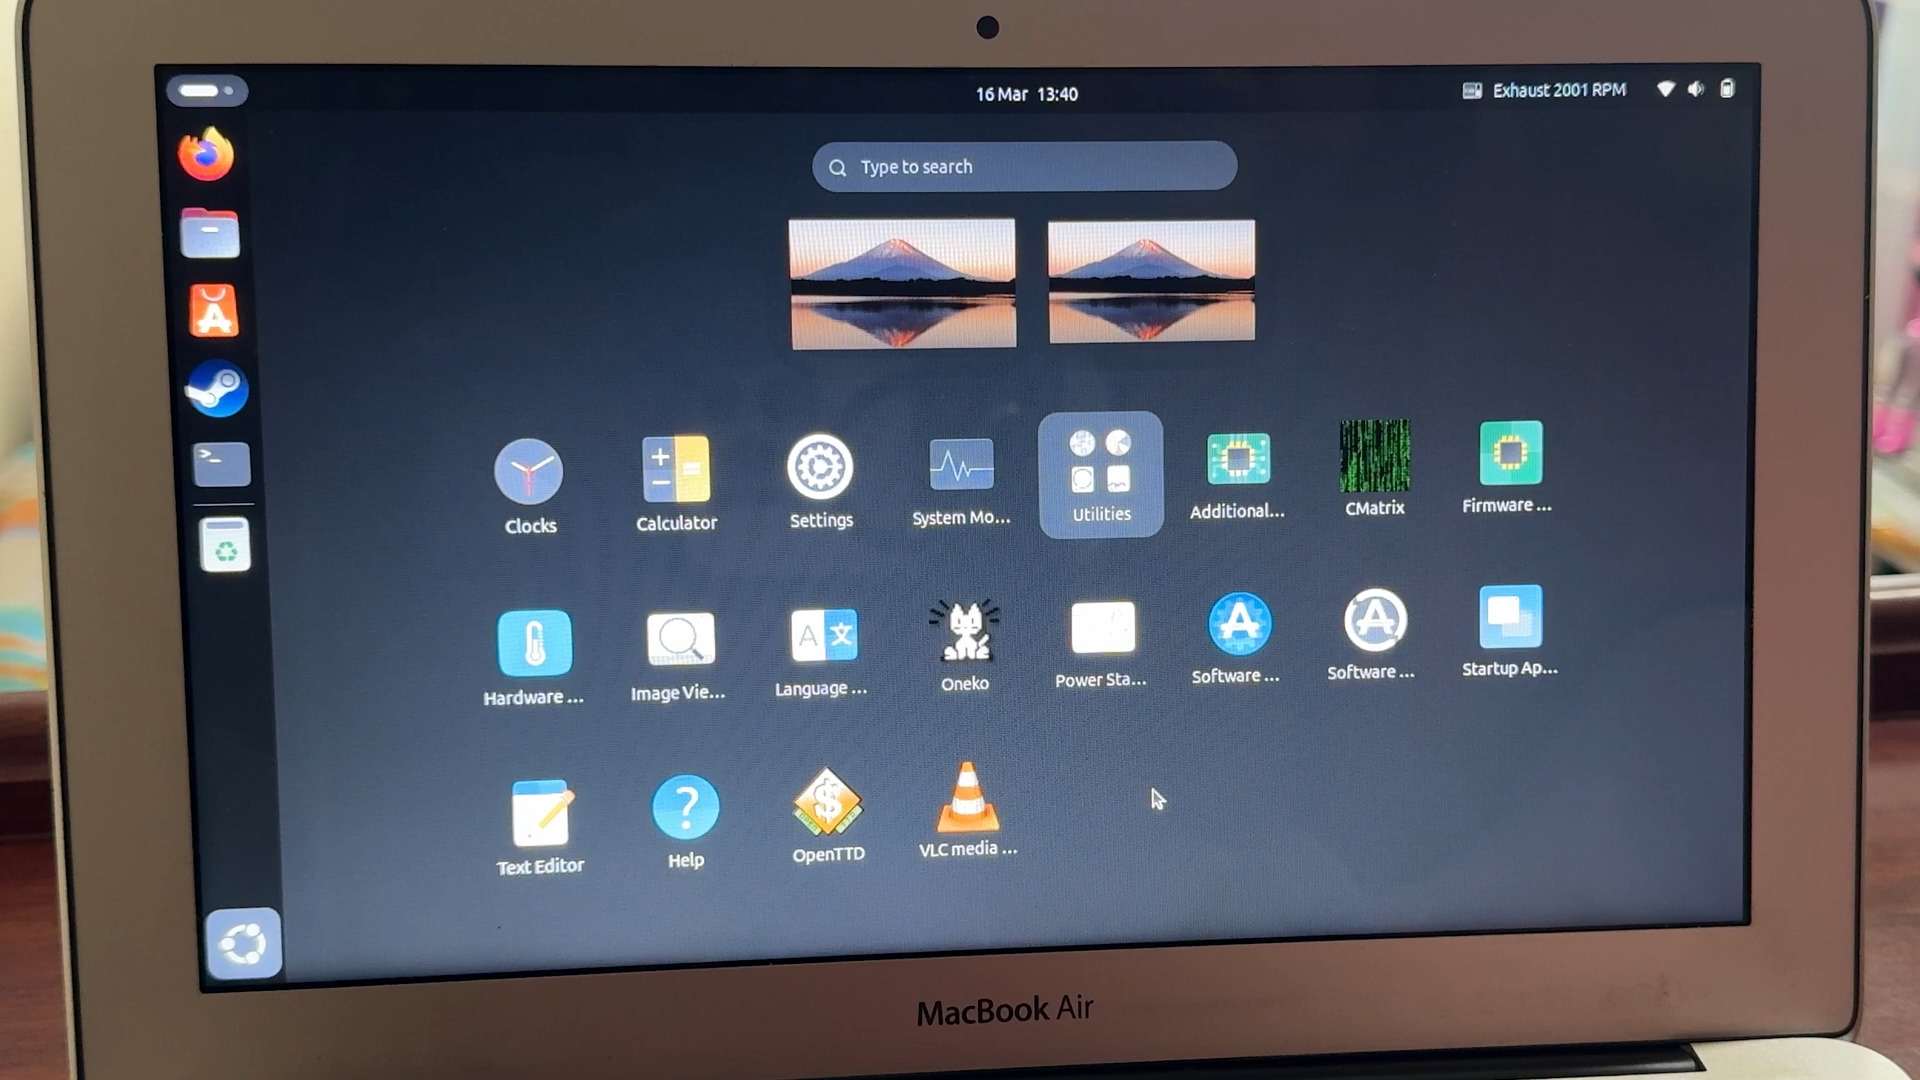 16 Mar 13:40
Exhaust 2001 RPM
Type to search
Clocks
Calculator
Settings
System Mo...
Utilities
Additional...
CMatrix
Firmware ...
Hardware ...
Image Vie...
Language ...
Oneko
Power Sta...
Software ...
Software ...
Startup Ap...
Text Editor
Help
OpenTTD
VLC media ...
MacBook Air